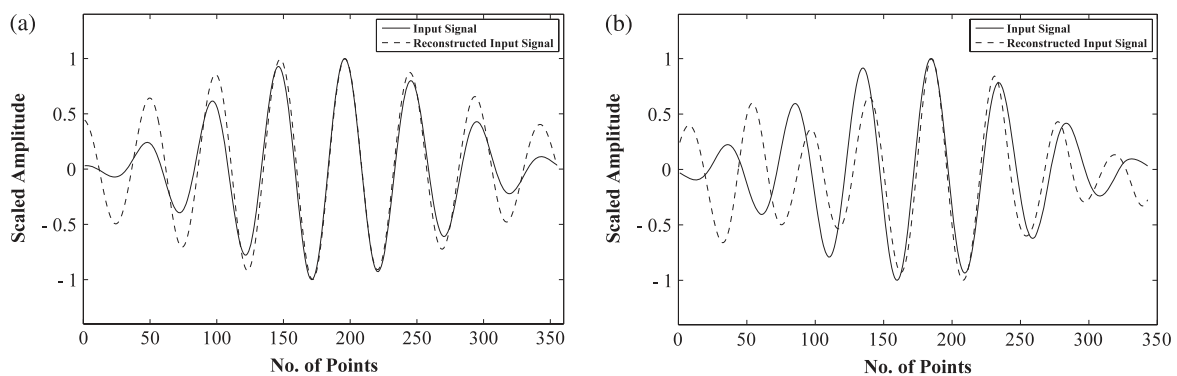 (a)
Input Signal
Reconstructed Input Signal
Scaled Amplitude
1
0.5
0
- 0.5
- 1
0
50
100
150
200
250
300
350
No. of Points
(b)
Input Signal
Reconstructed Input Signal
Scaled Amplitude
1
0.5
0
- 0.5
- 1
0
50
100
150
200
250
300
350
No. of Points